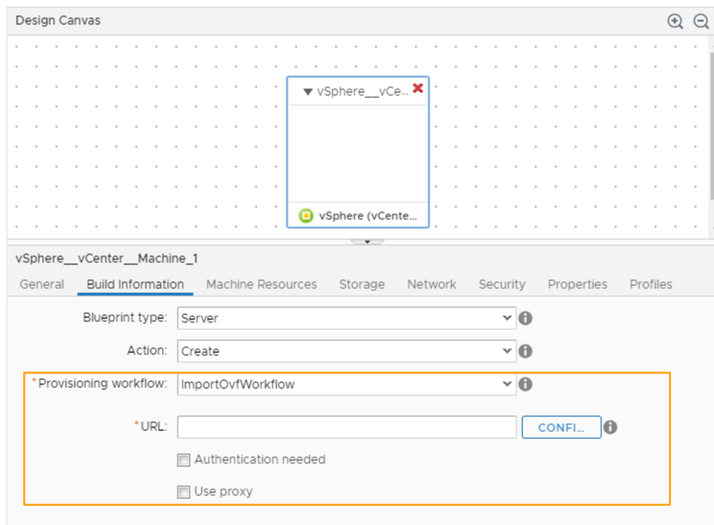 Design Canvas
vSphere__vCe...
vSphere (vCente...
vSphere__vCenter__Machine_1
General Build Information Machine Resources Storage Network Security Properties Profiles
Blueprint type: Server
Action: Create
*Provisioning workflow: ImportOvfWorkflow
*URL: CONFI...
Authentication needed
Use proxy